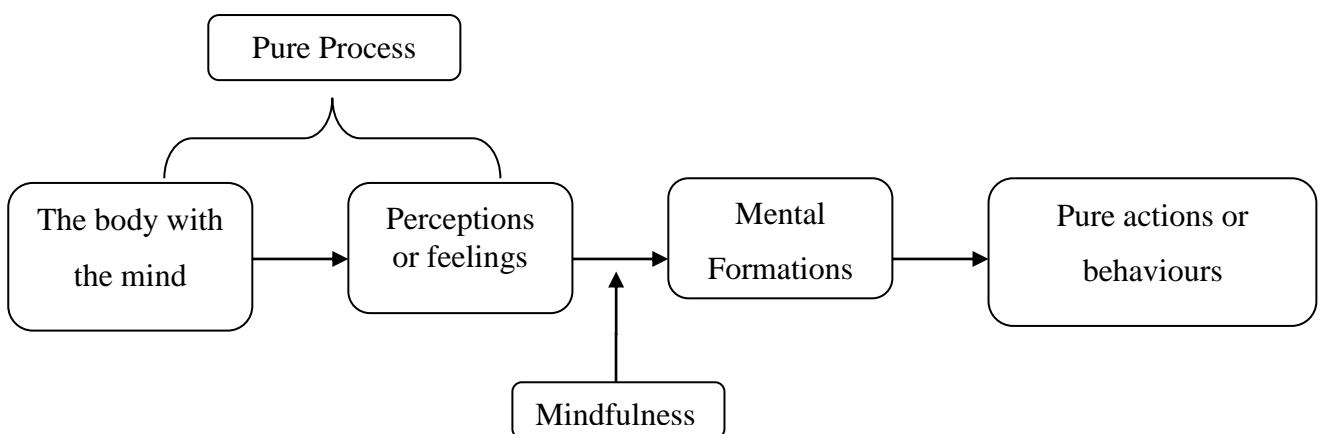 Pure Process
The body with
the mind
Perceptions
or feelings
Mental
Formations
Pure actions or
behaviours
Mindfulness